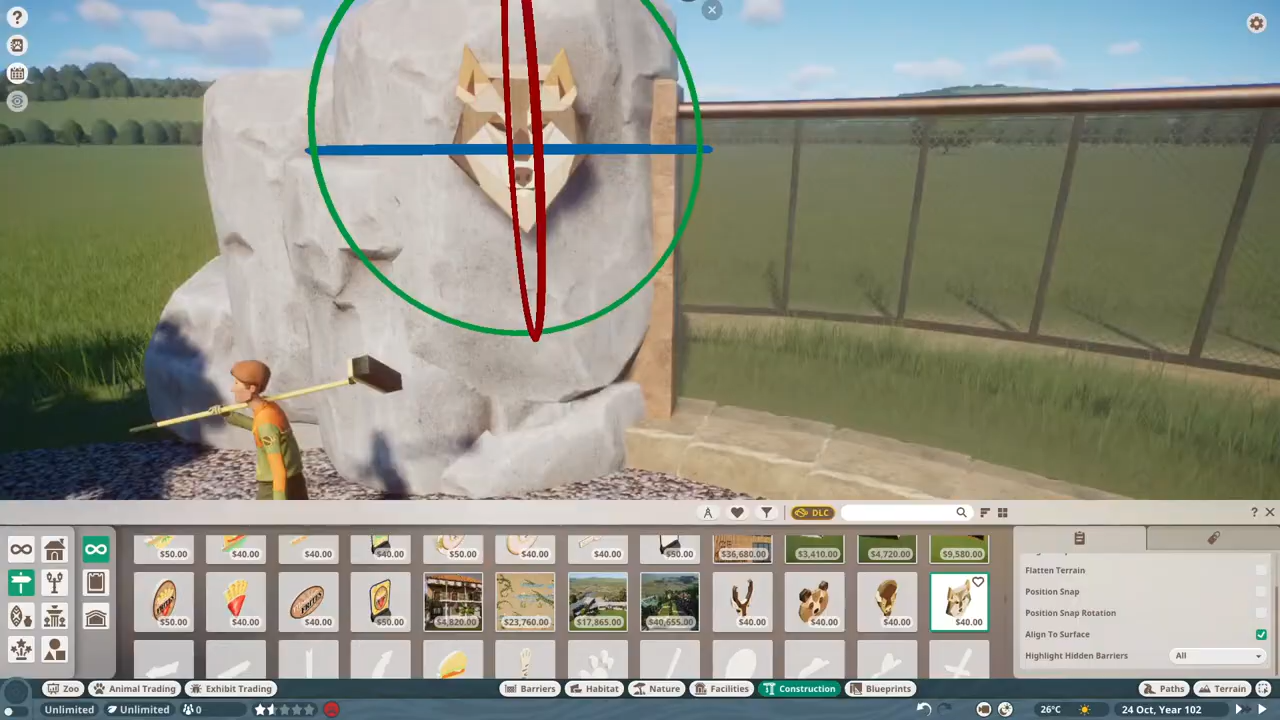 DLC
$50.00 $40.00 $40.00 $40.00 $50.00 $40.00 $40.00 $50.00 $36,680.00 $3,410.00 $4,720.00 $9,580.00
$50.00 $40.00 $40.00 $50.00 $4,820.00 $23,760.00 $17,865.00 $40,655.00 $40.00 $40.00 $40.00 $40.00
Flatten Terrain
Position Snap
Position Snap Rotation
Align To Surface
Highlight Hidden Barriers All
Zoo Animal Trading Exhibit Trading Barriers Habitat Nature Facilities Construction Blueprints Paths Terrain
Unlimited Unlimited 0 26°C 24 Oct, Year 102